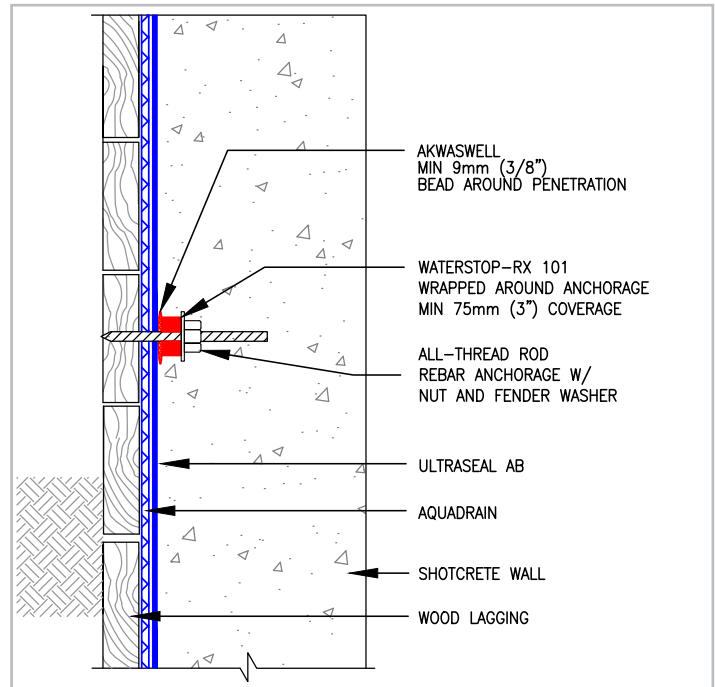 AKWASWELL
MIN 9mm (3/8”)
BEAD AROUND PENETRATION
WATERSTOP-RX 101
WRAPPED AROUND ANCHORAGE
MIN 75mm (3”) COVERAGE
ALL-THREAD ROD
REBAR ANCHORAGE W/
NUT AND FENDER WASHER
ULTRASEAL AB
AQUADRAIN
SHOTCRETE WALL
WOOD LAGGING